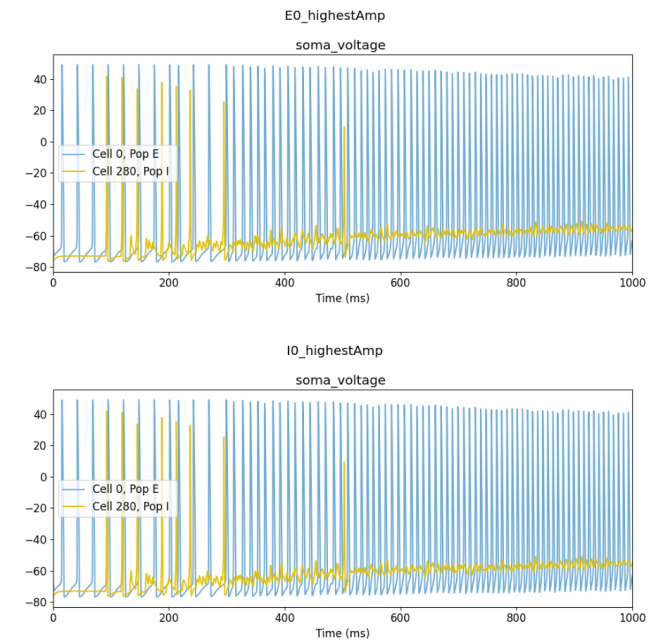 E0_highestAmp
soma_voltage
40
20
0
−20
−40
−60
−80
Cell 0, Pop E
Cell 280, Pop I
0 200 400 600 800 1000
Time (ms)
I0_highestAmp
soma_voltage
40
20
0
−20
−40
−60
−80
Cell 0, Pop E
Cell 280, Pop I
0 200 400 600 800 1000
Time (ms)